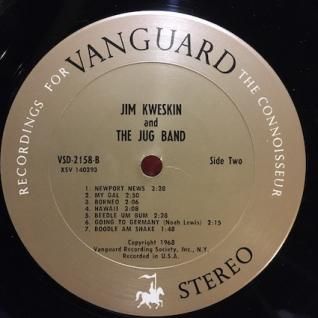 RECORDINGS FOR
VANGUARD
THE CONNOISSEUR
JIM KWESKIN
and
THE JUG BAND
VSD-2158-B
XSV 140293
Side Two
1. NEWPORT NEWS 3:28
2. MY GAL 2:50
3. BORNEO 2:06
4. HAWAII 3:08
5. BEEDLE UM BUM 2:28
6. GOING TO GERMANY (Noah Lewis) 2:15
7. BOODLE AM SHAKE 1:48
Copyright 1968
Vanguard Recording Society, Inc., N.Y.
Recorded in U.S.A.
STEREO